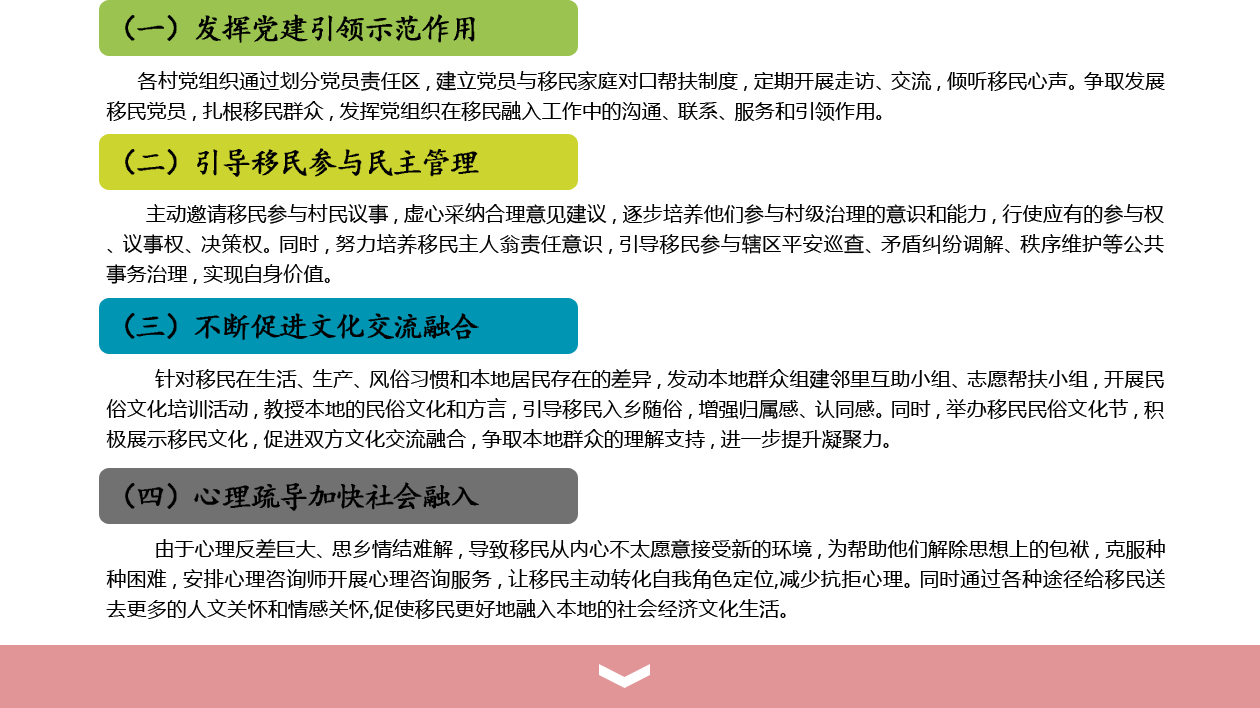 （一）发挥党建引领示范作用
各村党组织通过划分党员责任区，建立党员与移民家庭对口帮扶制度，定期开展走访、交流，倾听移民心声。争取发展
移民党员，扎根移民群众，发挥党组织在移民融入工作中的沟通、联系、服务和引领作用。
（二）引导移民参与民主管理
主动邀请移民参与村民议事，虚心采纳合理意见建议，逐步培养他们参与村级治理的意识和能力，行使应有的参与权
、议事权、决策权。同时，努力培养移民主人翁责任意识，引导移民参与辖区平安巡查、矛盾纠纷调解、秩序维护等公共
事务治理，实现自身价值。
（三）不断促进文化交流融合
针对移民在生活、生产、风俗习惯和本地居民存在的差异，发动本地群众组建邻里互助小组、志愿帮扶小组，开展民
俗文化培训活动，教授本地的民俗文化和方言，引导移民入乡随俗，增强归属感、认同感。同时，举办移民民俗文化节，积
极展示移民文化，促进双方文化交流融合，争取本地群众的理解支持，进一步提升凝聚力。
（四）心理疏导加快社会融入
由于心理反差巨大、思乡情结难解，导致移民从内心不太愿意接受新的环境，为帮助他们解除思想上的包袱，克服种
种困难，安排心理咨询师开展心理咨询服务，让移民主动转化自我角色定位,减少抗拒心理。同时通过各种途径给移民送
去更多的人文关怀和情感关怀,促使移民更好地融入本地的社会经济文化生活。